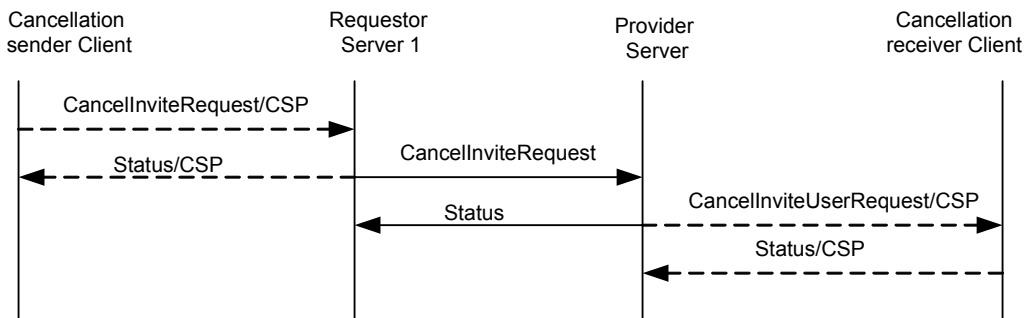 Cancellation
sender Client
Requestor
Server 1
Provider
Server
Cancellation
receiver Client
CancelInviteRequest/CSP
Status/CSP
CancelInviteRequest
Status
CancelInviteUserRequest/CSP
Status/CSP